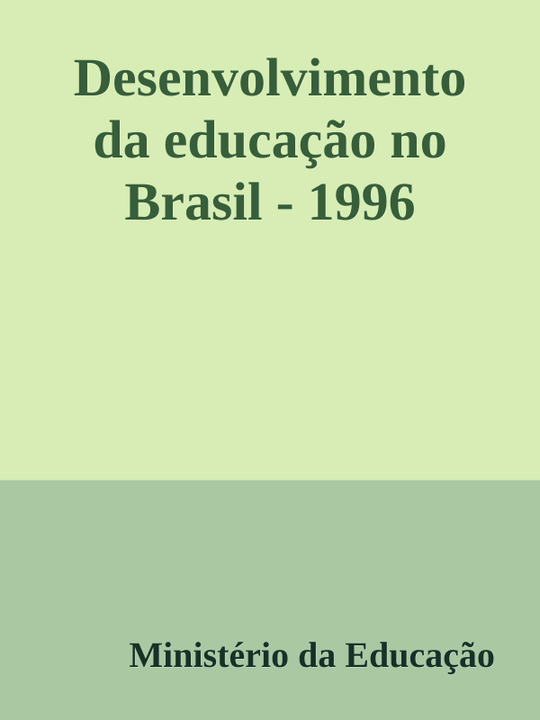 Desenvolvimento
da educação no
Brasil - 1996
Ministério da Educação